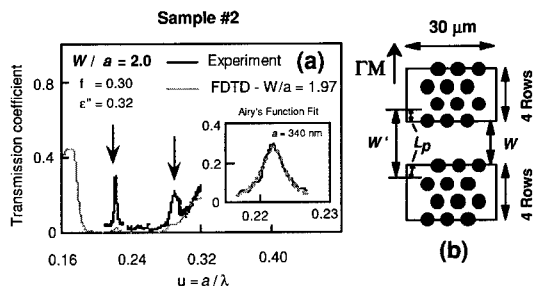 Sample #2
Transmission coefficient
0.8
0.4
0
0.16
0.24
0.32
0.40
u = a/λ
W / a = 2.0
f = 0.30
ε" = 0.32
Experiment
(a)
FDTD - W/a = 1.97
Airy's Function Fit
a = 340 nm
0.4
0.2
0
0.22
0.23
30 μm
ΓM
4 Rows
W'
Lp
W
4 Rows
(b)